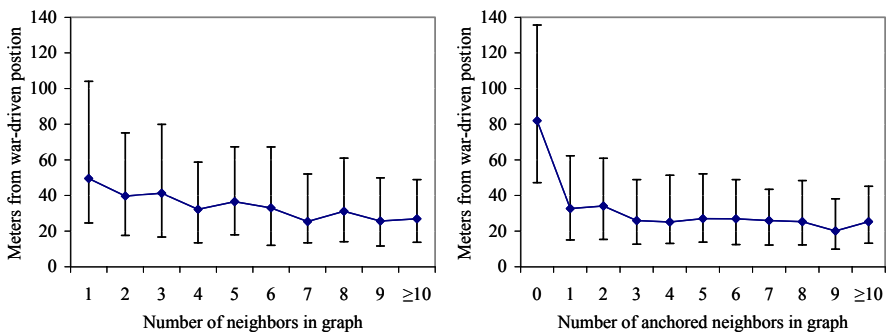 Meters from war-driven postion
140
120
100
80
60
40
20
0
1 2 3 4 5 6 7 8 9 ≥10
Number of neighbors in graph
Meters from war-driven postion
140
120
100
80
60
40
20
0
0 1 2 3 4 5 6 7 8 9 ≥10
Number of anchored neighbors in graph